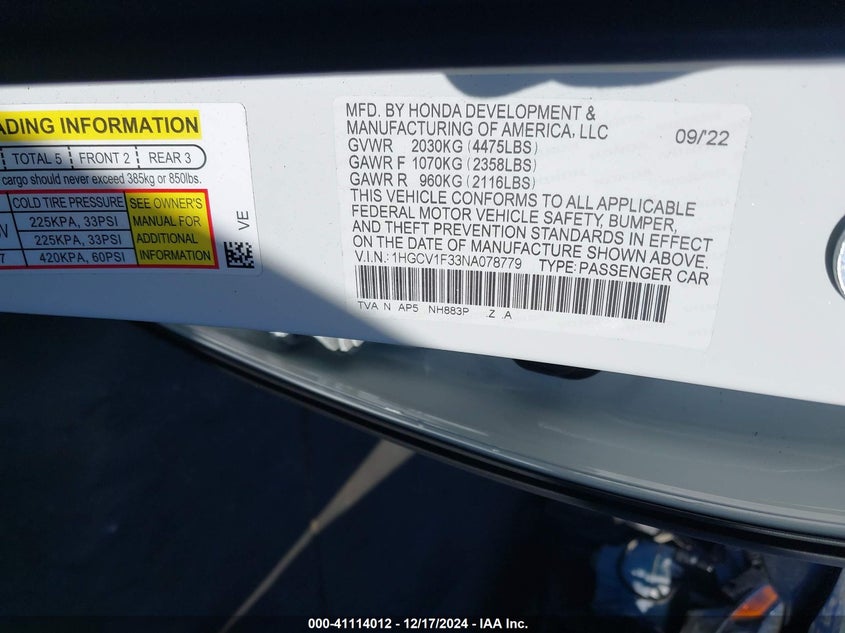 ADING INFORMATION
TOTAL 5 FRONT 2 REAR 3
cargo should never exceed 385kg or 850lbs.
COLD TIRE PRESSURE
V 225KPA, 33PSI
225KPA, 33PSI
7 420KPA, 60PSI
SEE OWNER'S
MANUAL FOR
ADDITIONAL
INFORMATION
VE
MFD. BY HONDA DEVELOPMENT &
MANUFACTURING OF AMERICA, LLC 09/'22
GVWR 2030KG (4475LBS)
GAWR F 1070KG (2358LBS)
GAWR R 960KG (2116LBS)
THIS VEHICLE CONFORMS TO ALL APPLICABLE
FEDERAL MOTOR VEHICLE SAFETY, BUMPER,
AND THEFT PREVENTION STANDARDS IN EFFECT
ON THE DATE OF MANUFACTURE SHOWN ABOVE.
V.I.N.: 1HGCV1F33NA078779 TYPE: PASSENGER CAR
TVA N AP5 NH883P .Z .A
000-41114012 - 12/17/2024 - IAA Inc.